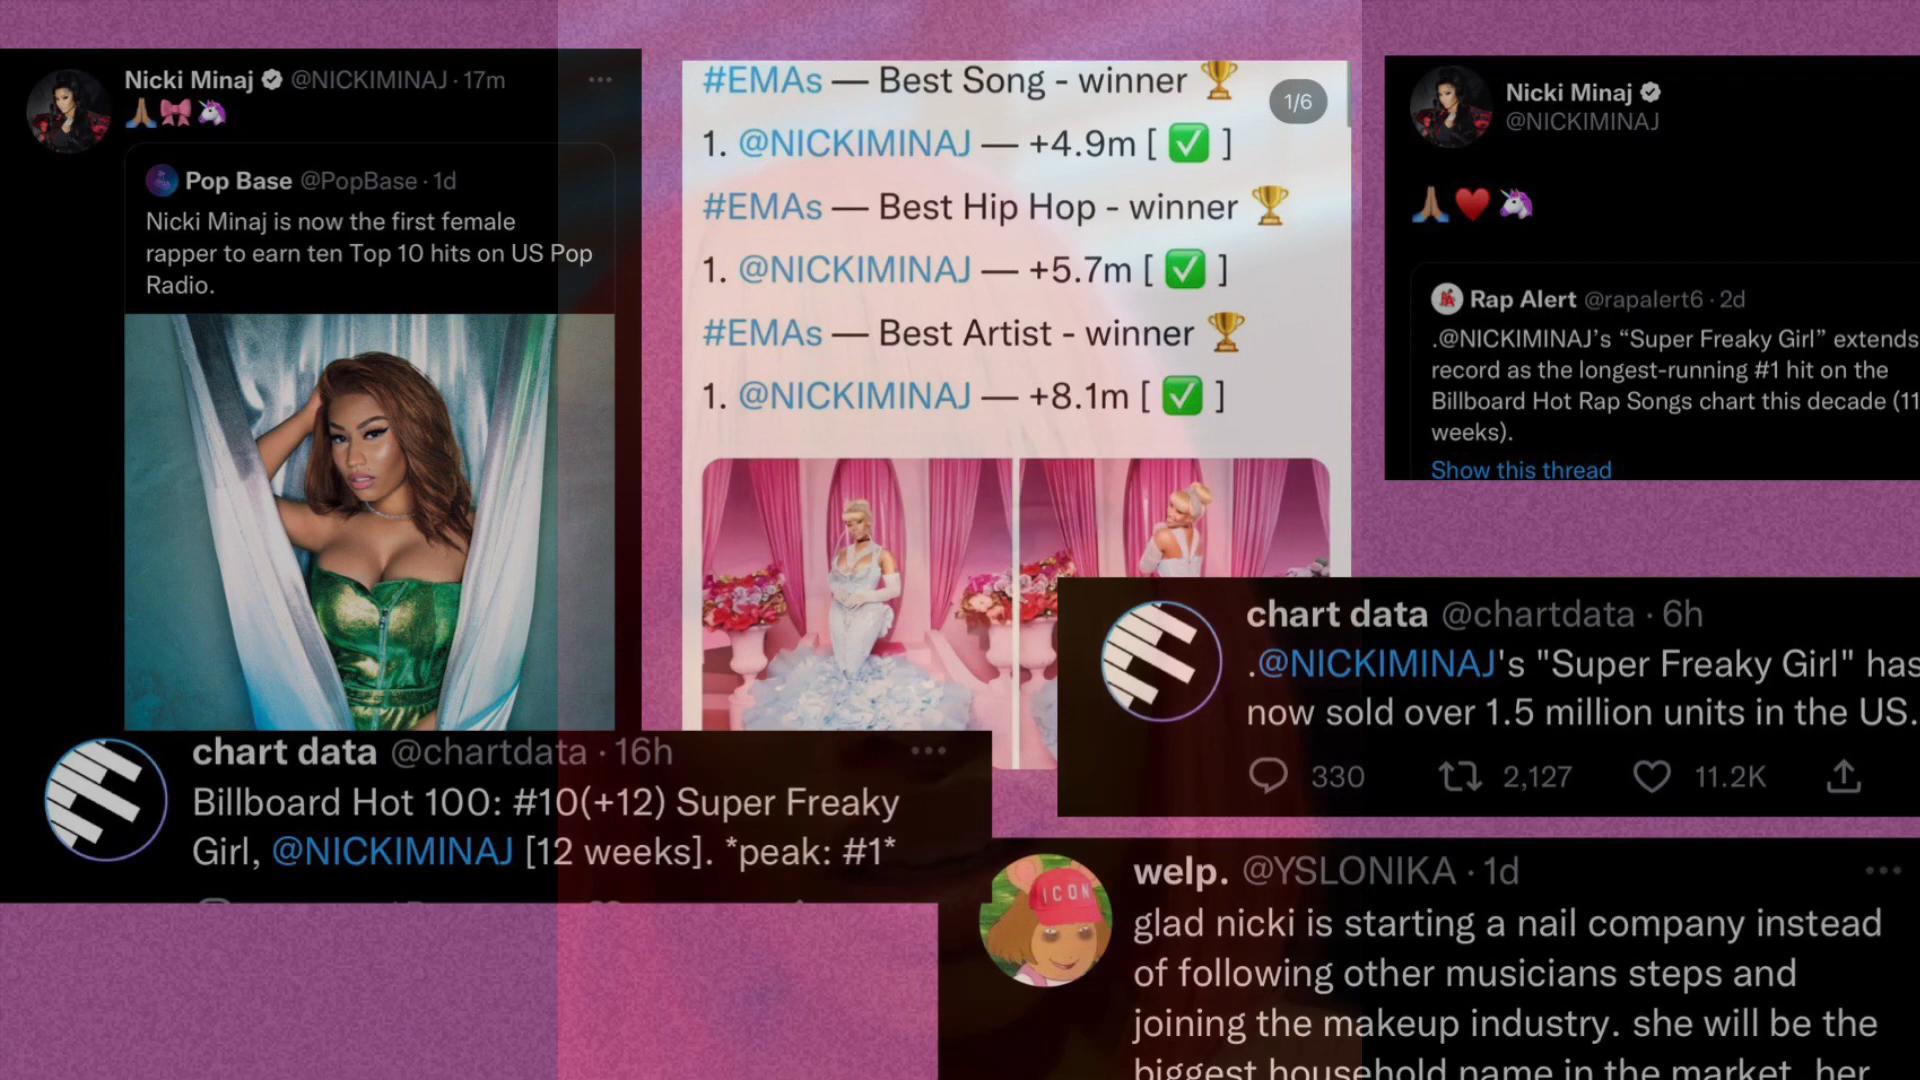 Nicki Minaj @NICKIMINAJ · 17m
🙏🏽🎀🦄
Pop Base @PopBase · 1d
Nicki Minaj is now the first female
rapper to earn ten Top 10 hits on US Pop
Radio.
#EMAs — Best Song - winner 🏆
1/6
1. @NICKIMINAJ — +4.9m [ ✅ ]
#EMAs — Best Hip Hop - winner 🏆
1. @NICKIMINAJ — +5.7m [ ✅ ]
#EMAs — Best Artist - winner 🏆
1. @NICKIMINAJ — +8.1m [ ✅ ]
Nicki Minaj
@NICKIMINAJ
🙏🏽❤️🦄
Rap Alert @rapalert6 · 2d
.@NICKIMINAJ's “Super Freaky Girl” extends
record as the longest-running #1 hit on the
Billboard Hot Rap Songs chart this decade (11
weeks).
Show this thread
chart data @chartdata · 6h
.@NICKIMINAJ's "Super Freaky Girl" has
now sold over 1.5 million units in the US.
330 2,127 11.2K
chart data @chartdata · 16h
Billboard Hot 100: #10(+12) Super Freaky
Girl, @NICKIMINAJ [12 weeks]. *peak: #1*
ICON
welp. @YSLONIKA · 1d
glad nicki is starting a nail company instead
of following other musicians steps and
joining the makeup industry. she will be the
biggest household name in the market. her